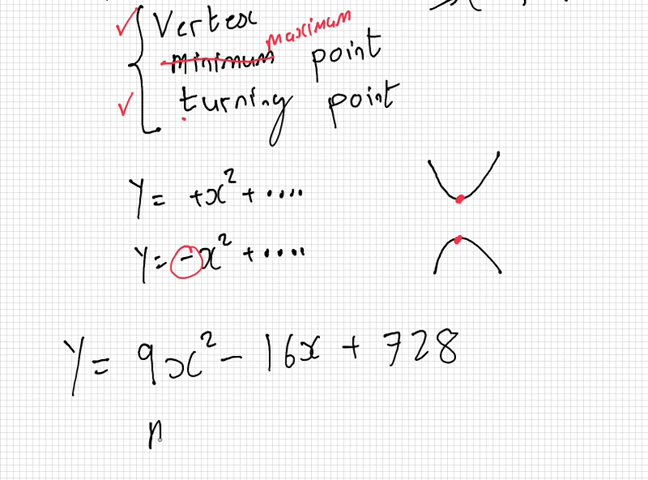 ✓ Vertex
maximum
minimum point
✓ turning point
y = +x² + ....
y = -x² + ....
y = 9x² - 16x + 728